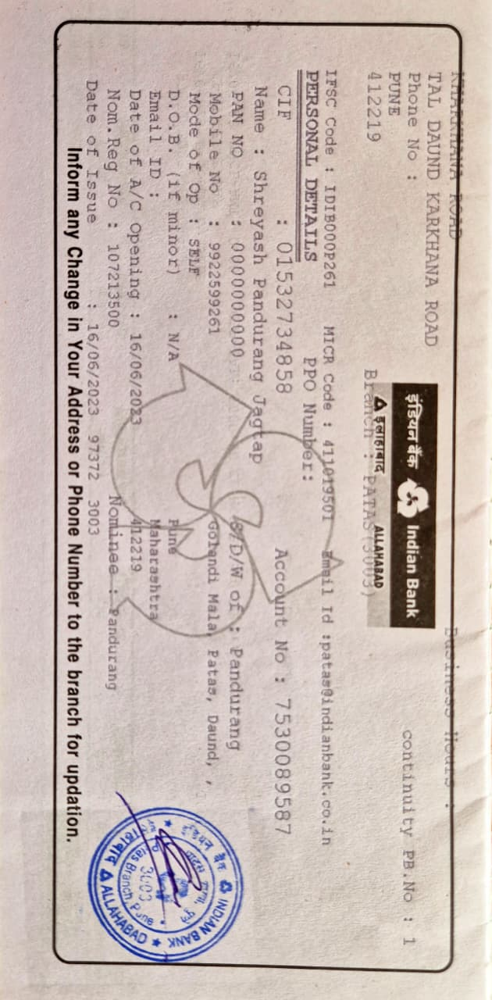 KHARKHANA ROAD
Business Hours :
TAL DAUND KARKHANA ROAD
Phone No :
PUNE
412219
इंडियन बैंक Indian Bank
इलाहाबाद ALLAHABAD
continuity PB.No : 1
Branch : PATAS(3003)
IFSC Code : IDIB000P261 MICR Code : 411019501 Email Id :patas@indianbank.co.in
PERSONAL DETAILS PPO Number:
CIF : 01532734858 Account No : 7530089587
Name : Shreyash Pandurang Jagtap
PAN NO : 0000000000 S/D/W of : Pandurang
Mobile No : 9922599261 Golandi Mala, Patas, Daund, ,
Mode of Op : SELF
D.O.B. (if minor) : N/A Pune
Email ID : Maharashtra
Date of A/C Opening : 16/06/2023 412219
Nom.Reg No : 107213500 Nominee : Pandurang
Date of Issue : 16/06/2023 97372 3003
Inform any Change in Your Address or Phone Number to the branch for updation.
INDIAN BANK
ALLAHABAD
Branch, Pune
3003